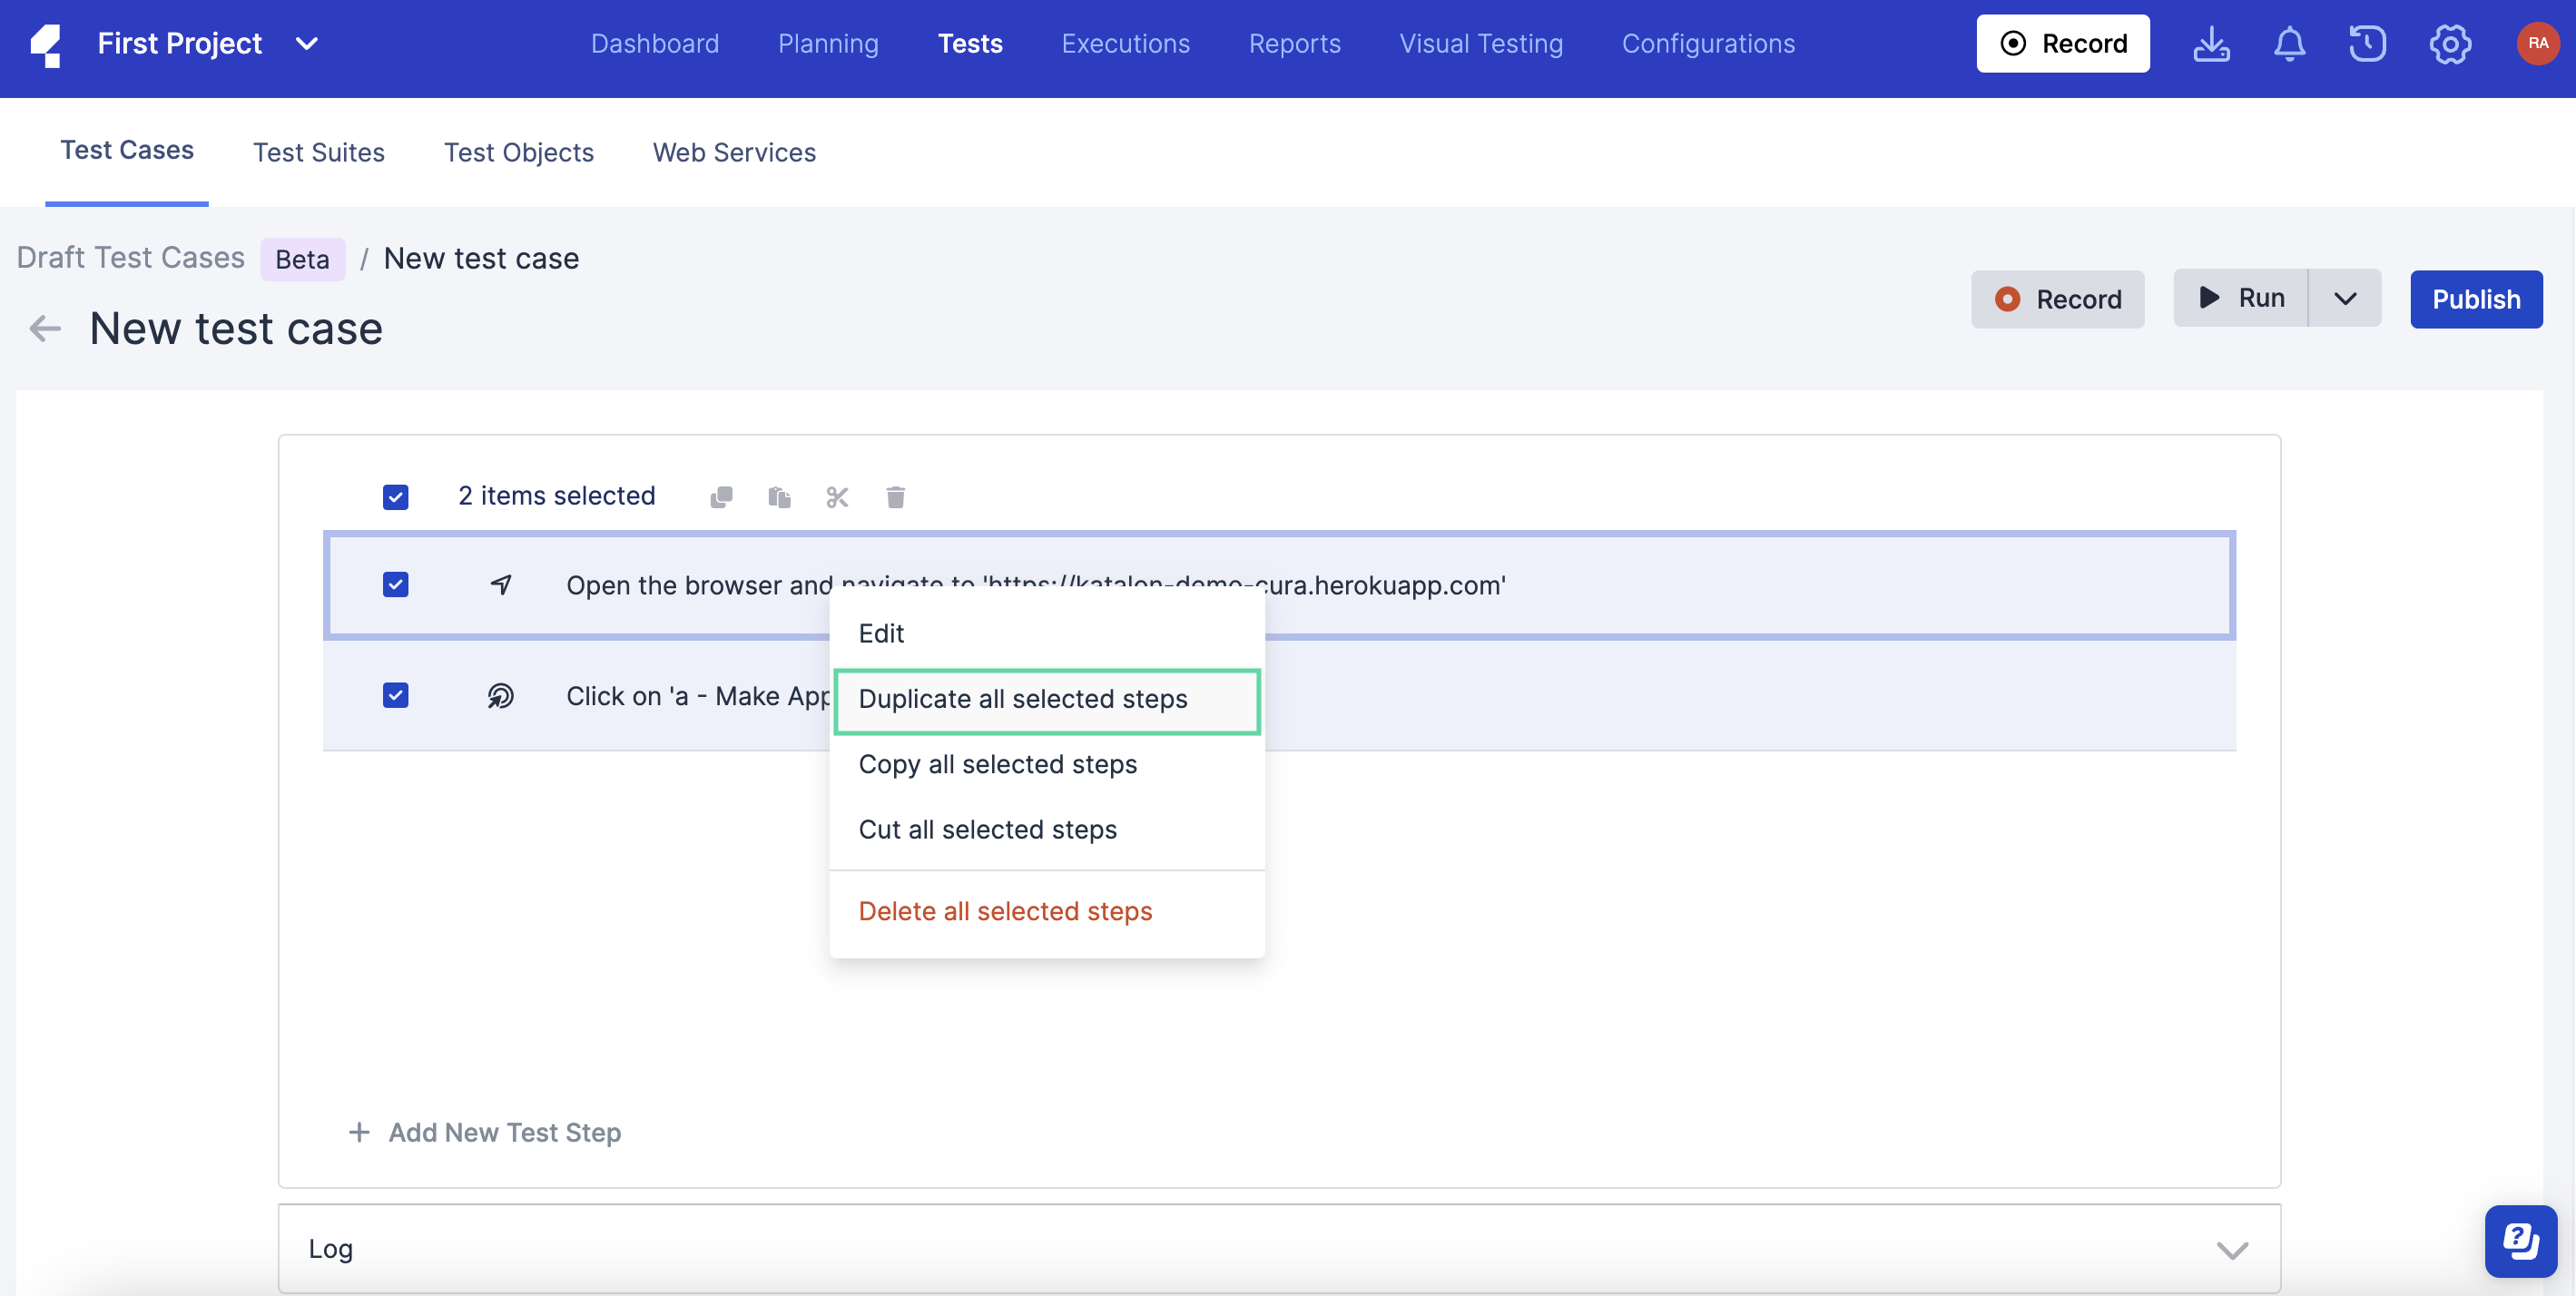 First Project
Dashboard Planning Tests Executions Reports Visual Testing Configurations
Record
RA
Test Cases Test Suites Test Objects Web Services
Draft Test Cases Beta / New test case
New test case
Record Run Publish
2 items selected
Open the browser and navigate to 'https://katalon-demo-cura.herokuapp.com'
Click on 'a - Make App
Edit
Duplicate all selected steps
Copy all selected steps
Cut all selected steps
Delete all selected steps
+ Add New Test Step
Log
?